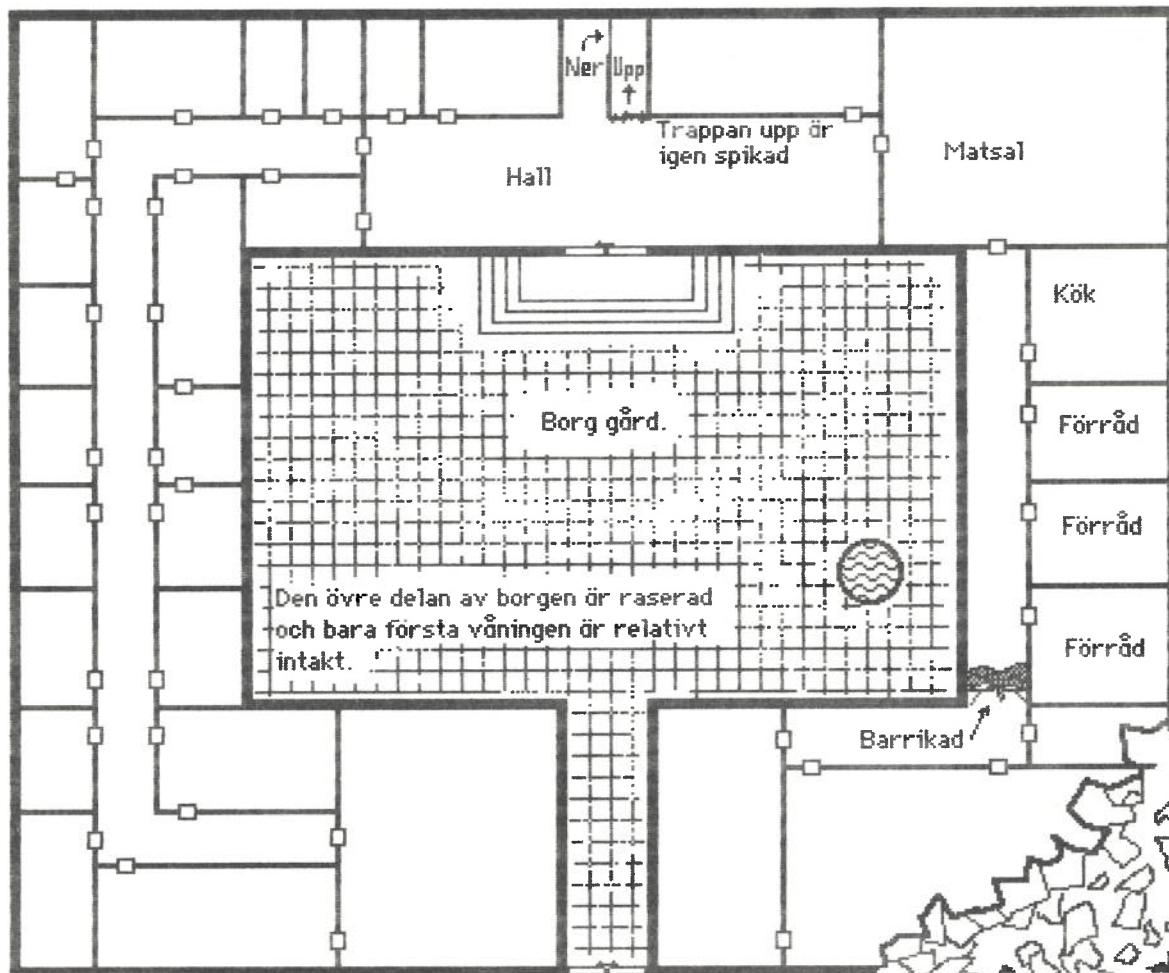 Ner Upp
Trappan upp är
igen spikad
Hall
Matsal
Kök
Borg gård.
Förråd
Förråd
Den övre delan av borgen är raserad
och bara första våningen är relativt
intakt.
Förråd
Barrikad